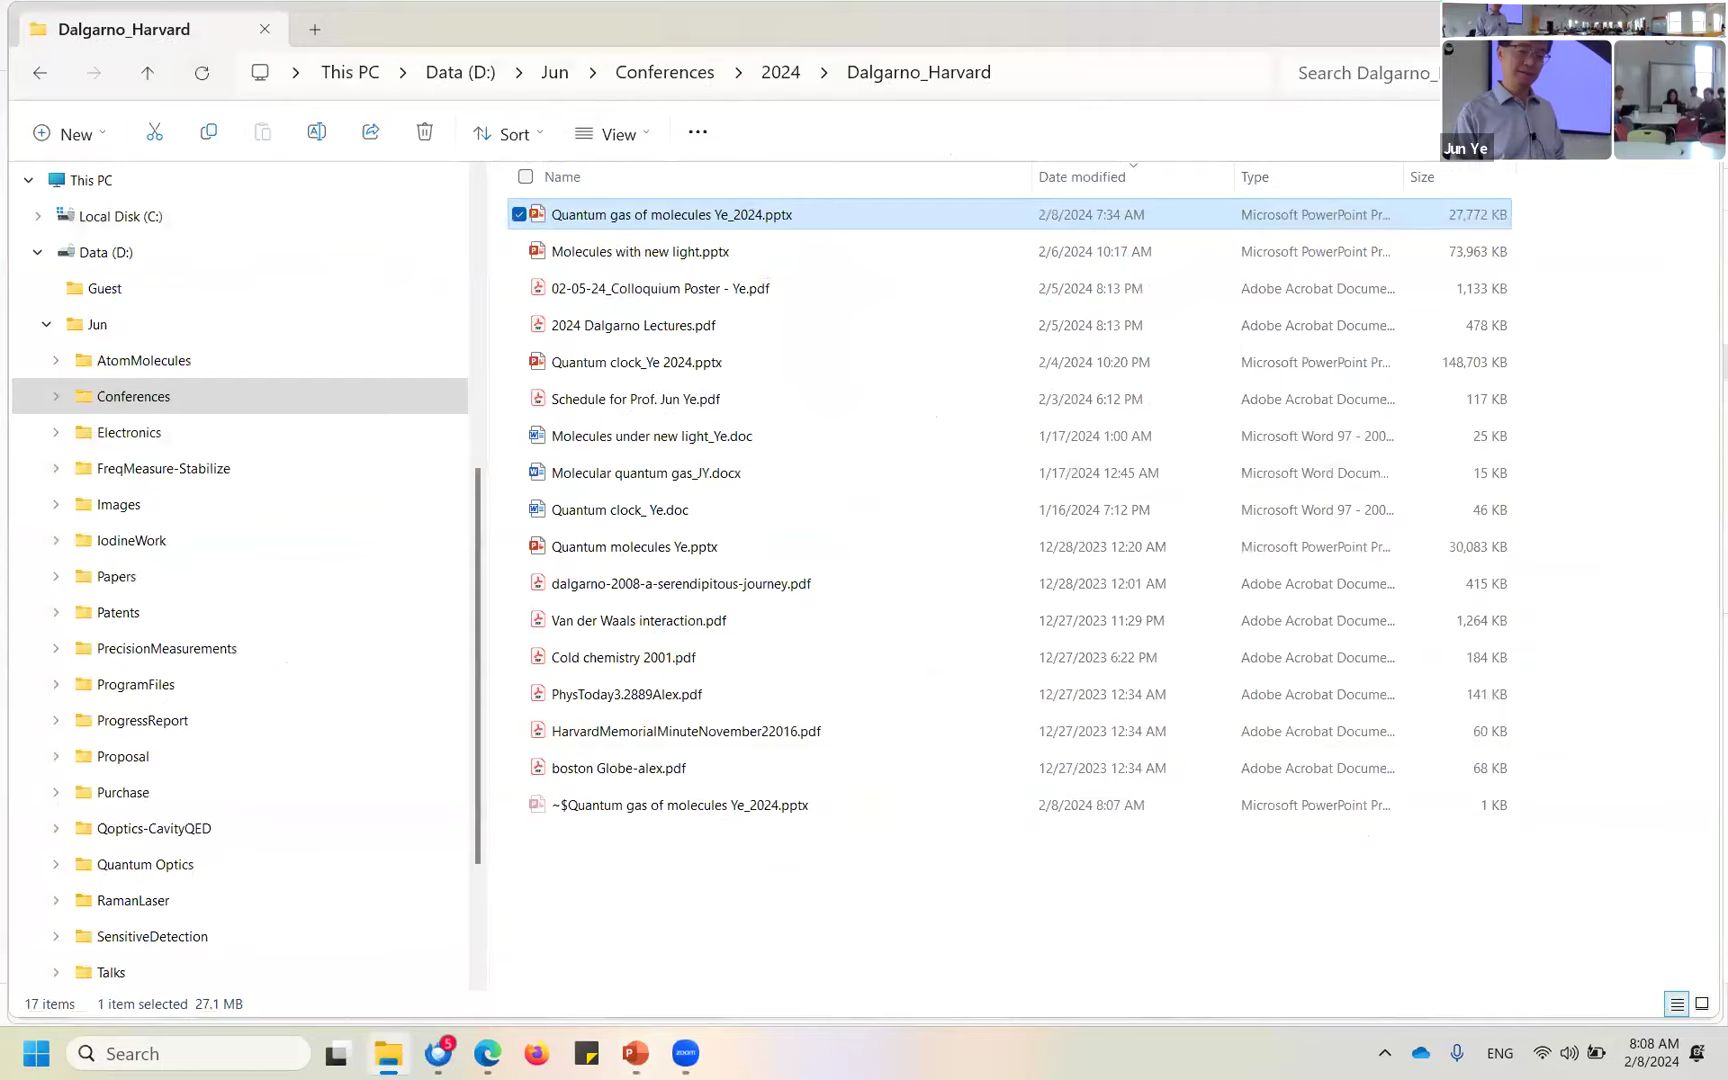 Dalgarno_Harvard
This PC > Data (D:) > Jun > Conferences > 2024 > Dalgarno_Harvard
Search Dalgarno_
Jun Ye
New
Sort
View
This PC
Local Disk (C:)
Data (D:)
Guest
Jun
AtomMolecules
Conferences
Electronics
FreqMeasure-Stabilize
Images
IodineWork
Papers
Patents
PrecisionMeasurements
ProgramFiles
ProgressReport
Proposal
Purchase
Qoptics-CavityQED
Quantum Optics
RamanLaser
SensitiveDetection
Talks
Name Date modified Type Size
Quantum gas of molecules Ye_2024.pptx 2/8/2024 7:34 AM Microsoft PowerPoint Pr... 27,772 KB
Molecules with new light.pptx 2/6/2024 10:17 AM Microsoft PowerPoint Pr... 73,963 KB
02-05-24_Colloquium Poster - Ye.pdf 2/5/2024 8:13 PM Adobe Acrobat Docume... 1,133 KB
2024 Dalgarno Lectures.pdf 2/5/2024 8:13 PM Adobe Acrobat Docume... 478 KB
Quantum clock_Ye 2024.pptx 2/4/2024 10:20 PM Microsoft PowerPoint Pr... 148,703 KB
Schedule for Prof. Jun Ye.pdf 2/3/2024 6:12 PM Adobe Acrobat Docume... 117 KB
Molecules under new light_Ye.doc 1/17/2024 1:00 AM Microsoft Word 97 - 200... 25 KB
Molecular quantum gas_JY.docx 1/17/2024 12:45 AM Microsoft Word Docum... 15 KB
Quantum clock_ Ye.doc 1/16/2024 7:12 PM Microsoft Word 97 - 200... 46 KB
Quantum molecules Ye.pptx 12/28/2023 12:20 AM Microsoft PowerPoint Pr... 30,083 KB
dalgarno-2008-a-serendipitous-journey.pdf 12/28/2023 12:01 AM Adobe Acrobat Docume... 415 KB
Van der Waals interaction.pdf 12/27/2023 11:29 PM Adobe Acrobat Docume... 1,264 KB
Cold chemistry 2001.pdf 12/27/2023 6:22 PM Adobe Acrobat Docume... 184 KB
PhysToday3.2889Alex.pdf 12/27/2023 12:34 AM Adobe Acrobat Docume... 141 KB
HarvardMemorialMinuteNovember22016.pdf 12/27/2023 12:34 AM Adobe Acrobat Docume... 60 KB
boston Globe-alex.pdf 12/27/2023 12:34 AM Adobe Acrobat Docume... 68 KB
~$Quantum gas of molecules Ye_2024.pptx 2/8/2024 8:07 AM Microsoft PowerPoint Pr... 1 KB
17 items 1 item selected 27.1 MB
Search
5
zoom
ENG
8:08 AM
2/8/2024